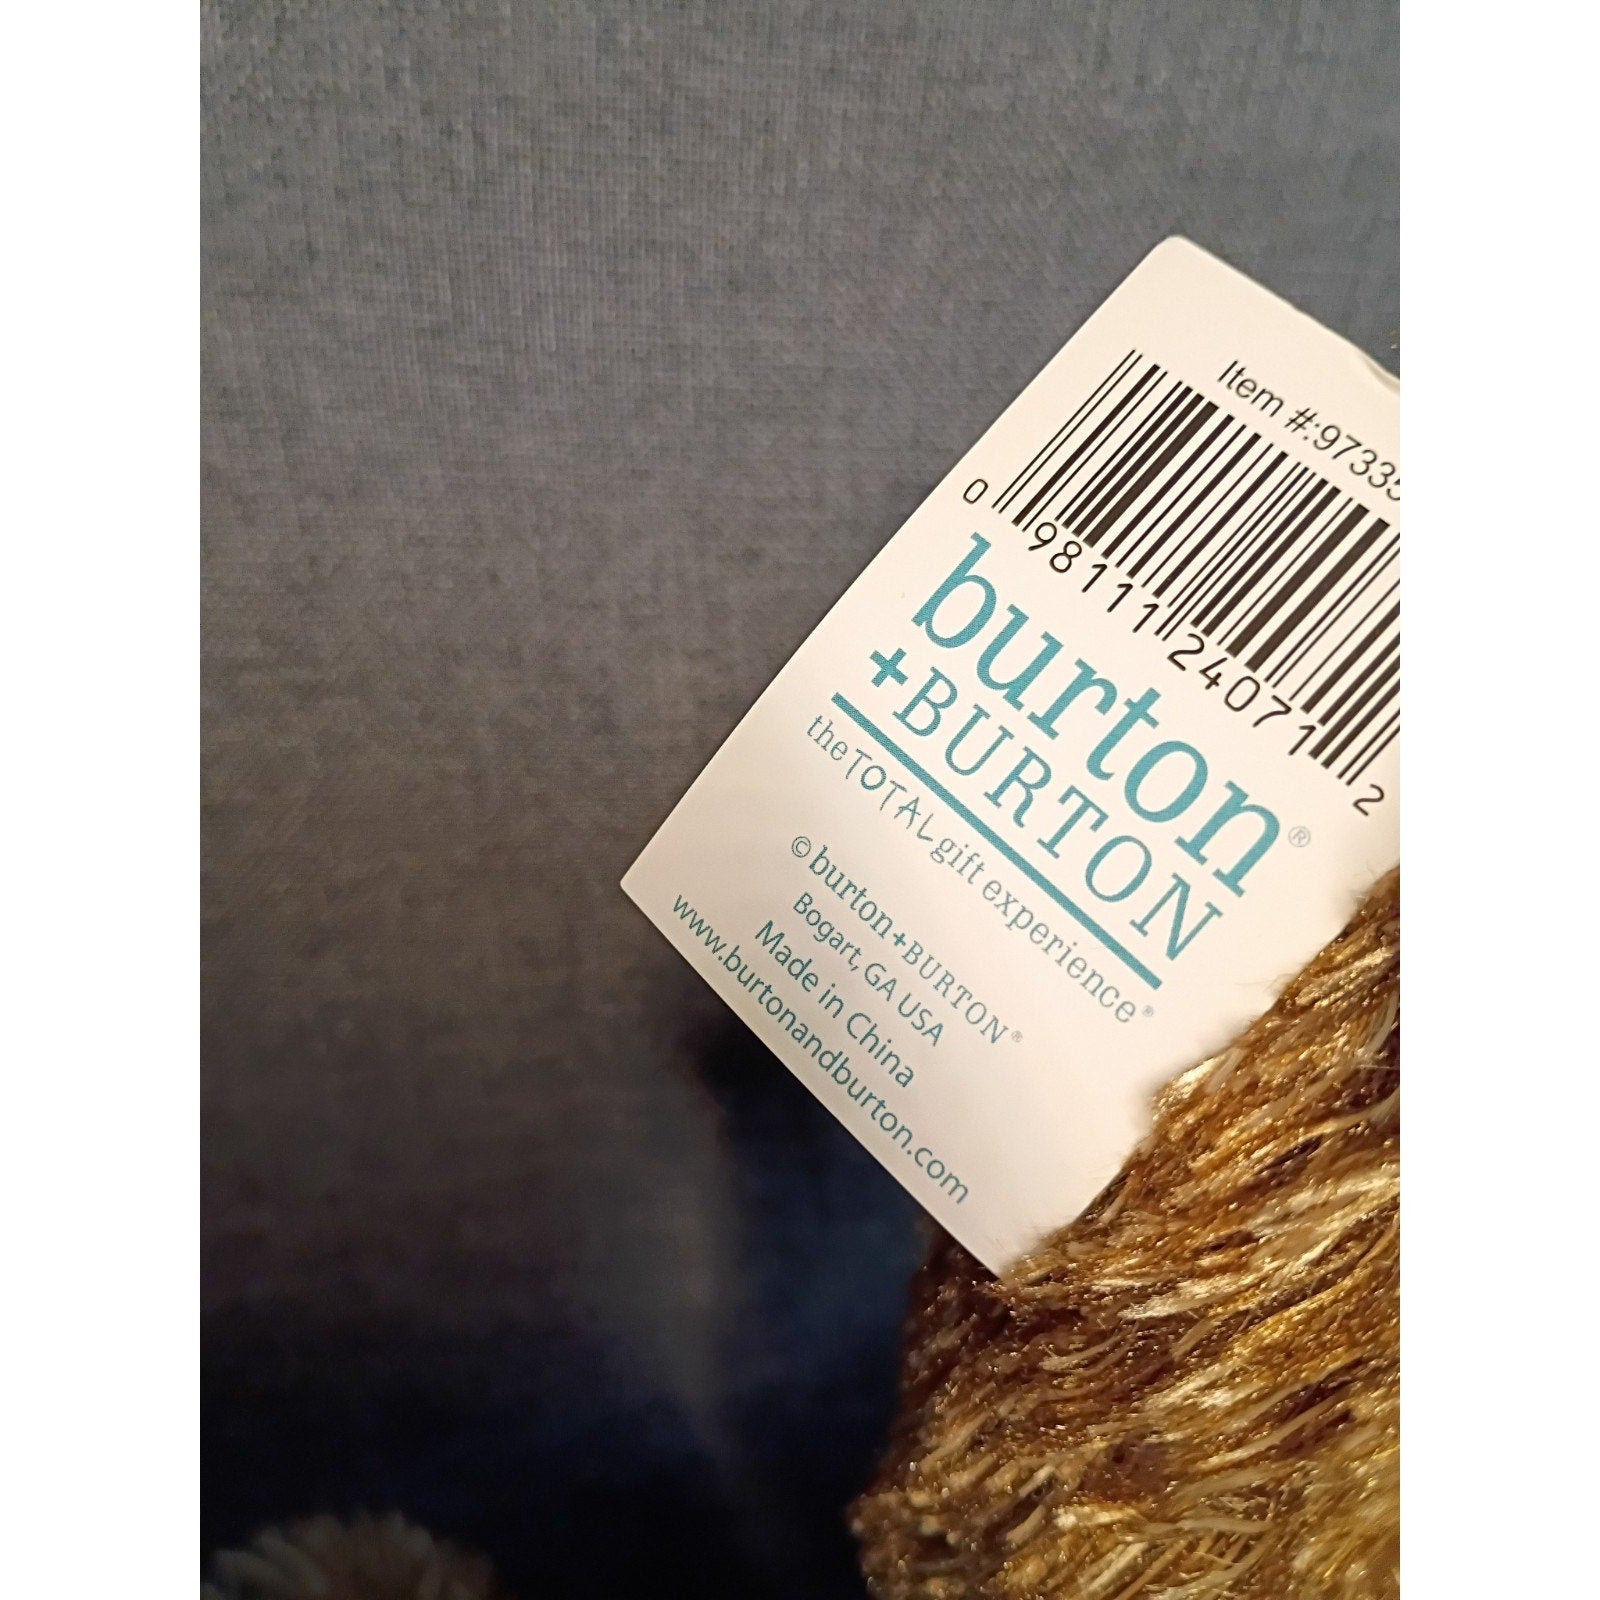 Item #:97335
0 98111 24071 2
burton
+BURTON®
the TOTAL gift experience®
© burton+BURTON®
Bogart, GA USA
Made in China
www.burtonandburton.com